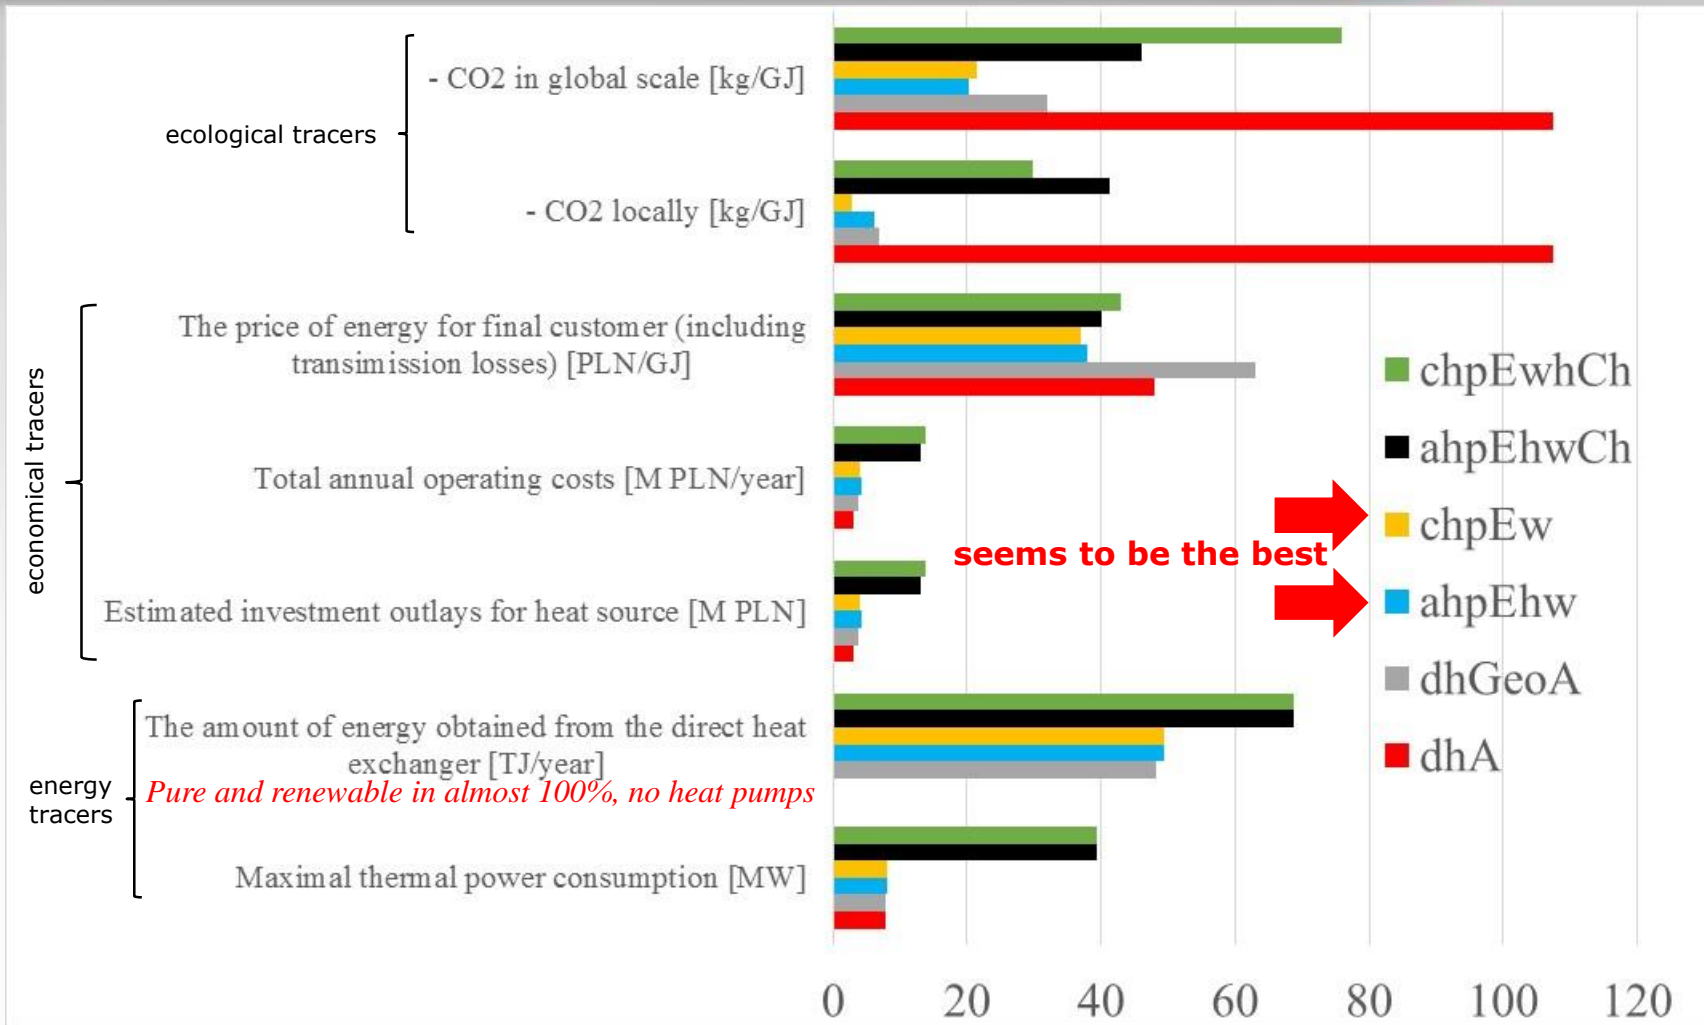 - CO2 in global scale [kg/GJ]
ecological tracers
- CO2 locally [kg/GJ]
The price of energy for final customer (including
transimission losses) [PLN/GJ]
economical tracers
Total annual operating costs [M PLN/year]
Estimated investment outlays for heat source [M PLN]
The amount of energy obtained from the direct heat
exchanger [TJ/year]
Pure and renewable in almost 100%, no heat pumps
energy
tracers
Maximal thermal power consumption [MW]
seems to be the best
chpEwhCh
ahpEhwCh
chpEw
ahpEhw
dhGeoA
dhA
0 20 40 60 80 100 120